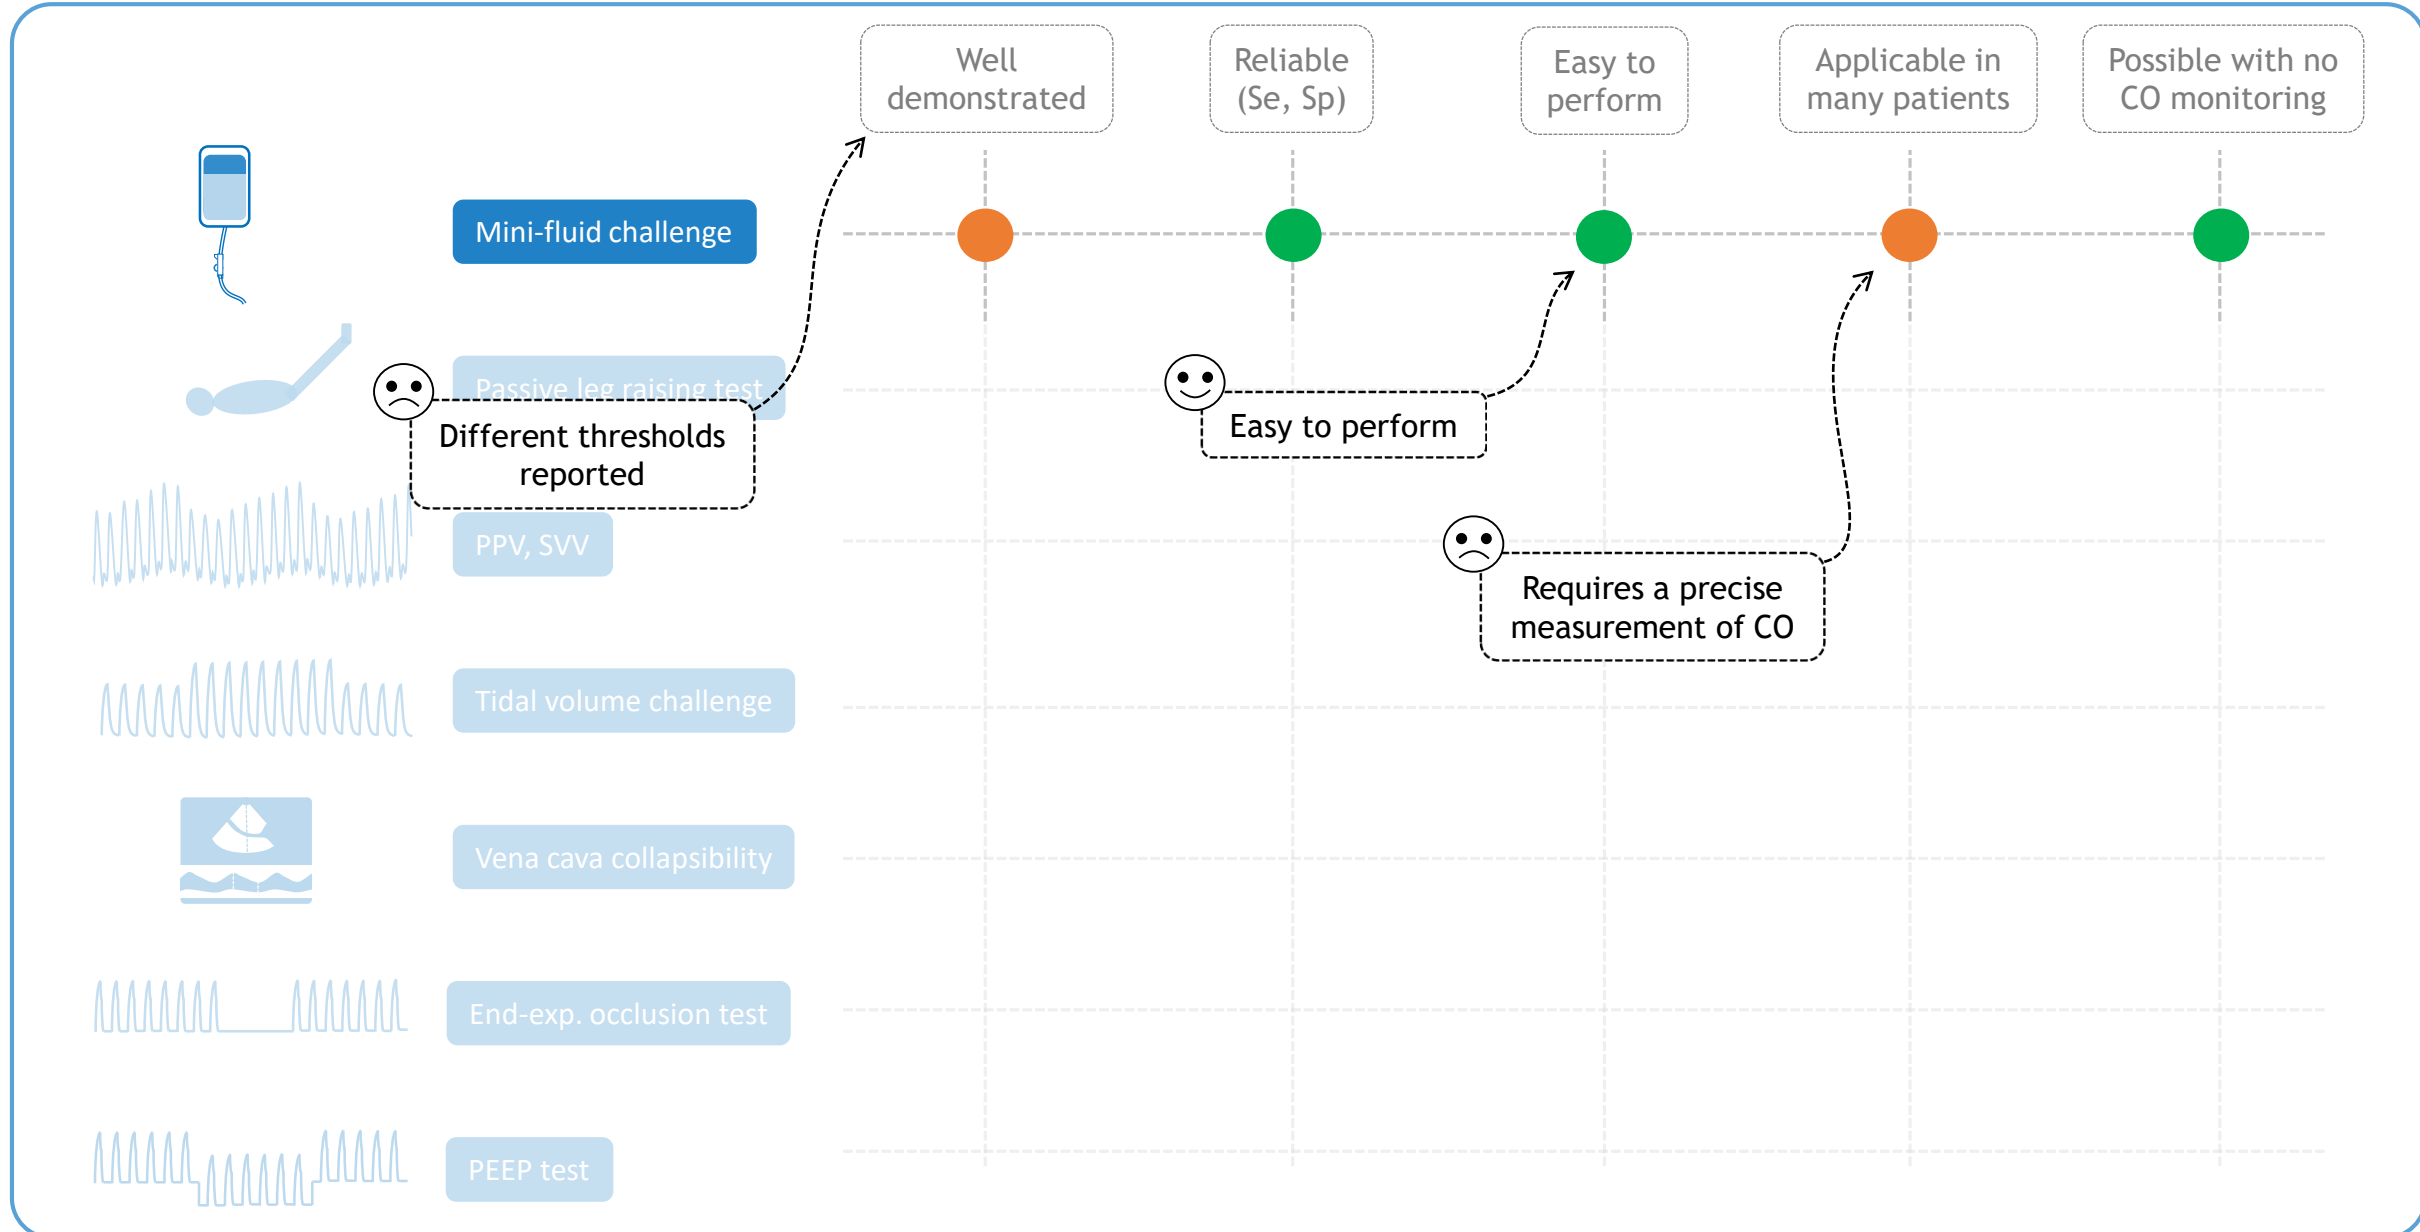 Well
demonstrated
Reliable
(Se, Sp)
Easy to
perform
Applicable in
many patients
Possible with no
CO monitoring
Mini-fluid challenge
Passive leg raising test
Different thresholds
reported
Easy to perform
PPV, SVV
Requires a precise
measurement of CO
Tidal volume challenge
Vena cava collapsibility
End-exp. occlusion test
PEEP test